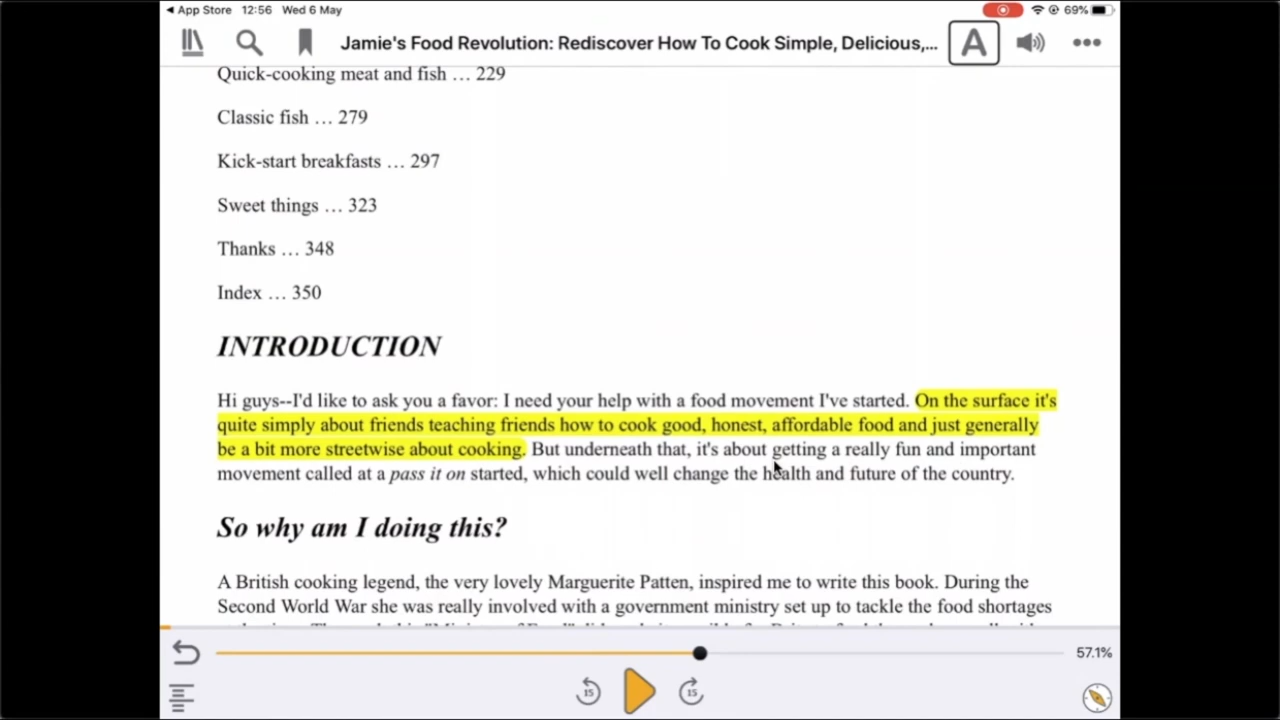 App Store 12:56 Wed 6 May 69%
Jamie's Food Revolution: Rediscover How To Cook Simple, Delicious,... A
Quick-cooking meat and fish … 229
Classic fish … 279
Kick-start breakfasts … 297
Sweet things … 323
Thanks … 348
Index … 350
INTRODUCTION
Hi guys--I'd like to ask you a favor: I need your help with a food movement I've started. On the surface it's
quite simply about friends teaching friends how to cook good, honest, affordable food and just generally
be a bit more streetwise about cooking. But underneath that, it's about getting a really fun and important
movement called at a pass it on started, which could well change the health and future of the country.
So why am I doing this?
A British cooking legend, the very lovely Marguerite Patten, inspired me to write this book. During the
Second World War she was really involved with a government ministry set up to tackle the food shortages
57.1%
15 15